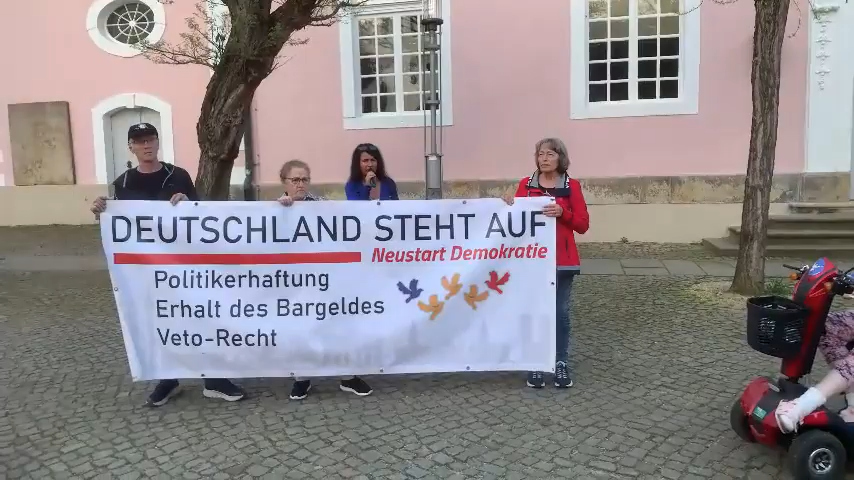 DEUTSCHLAND STEHT AUF
Neustart Demokratie
Politikerhaftung
Erhalt des Bargeldes
Veto-Recht